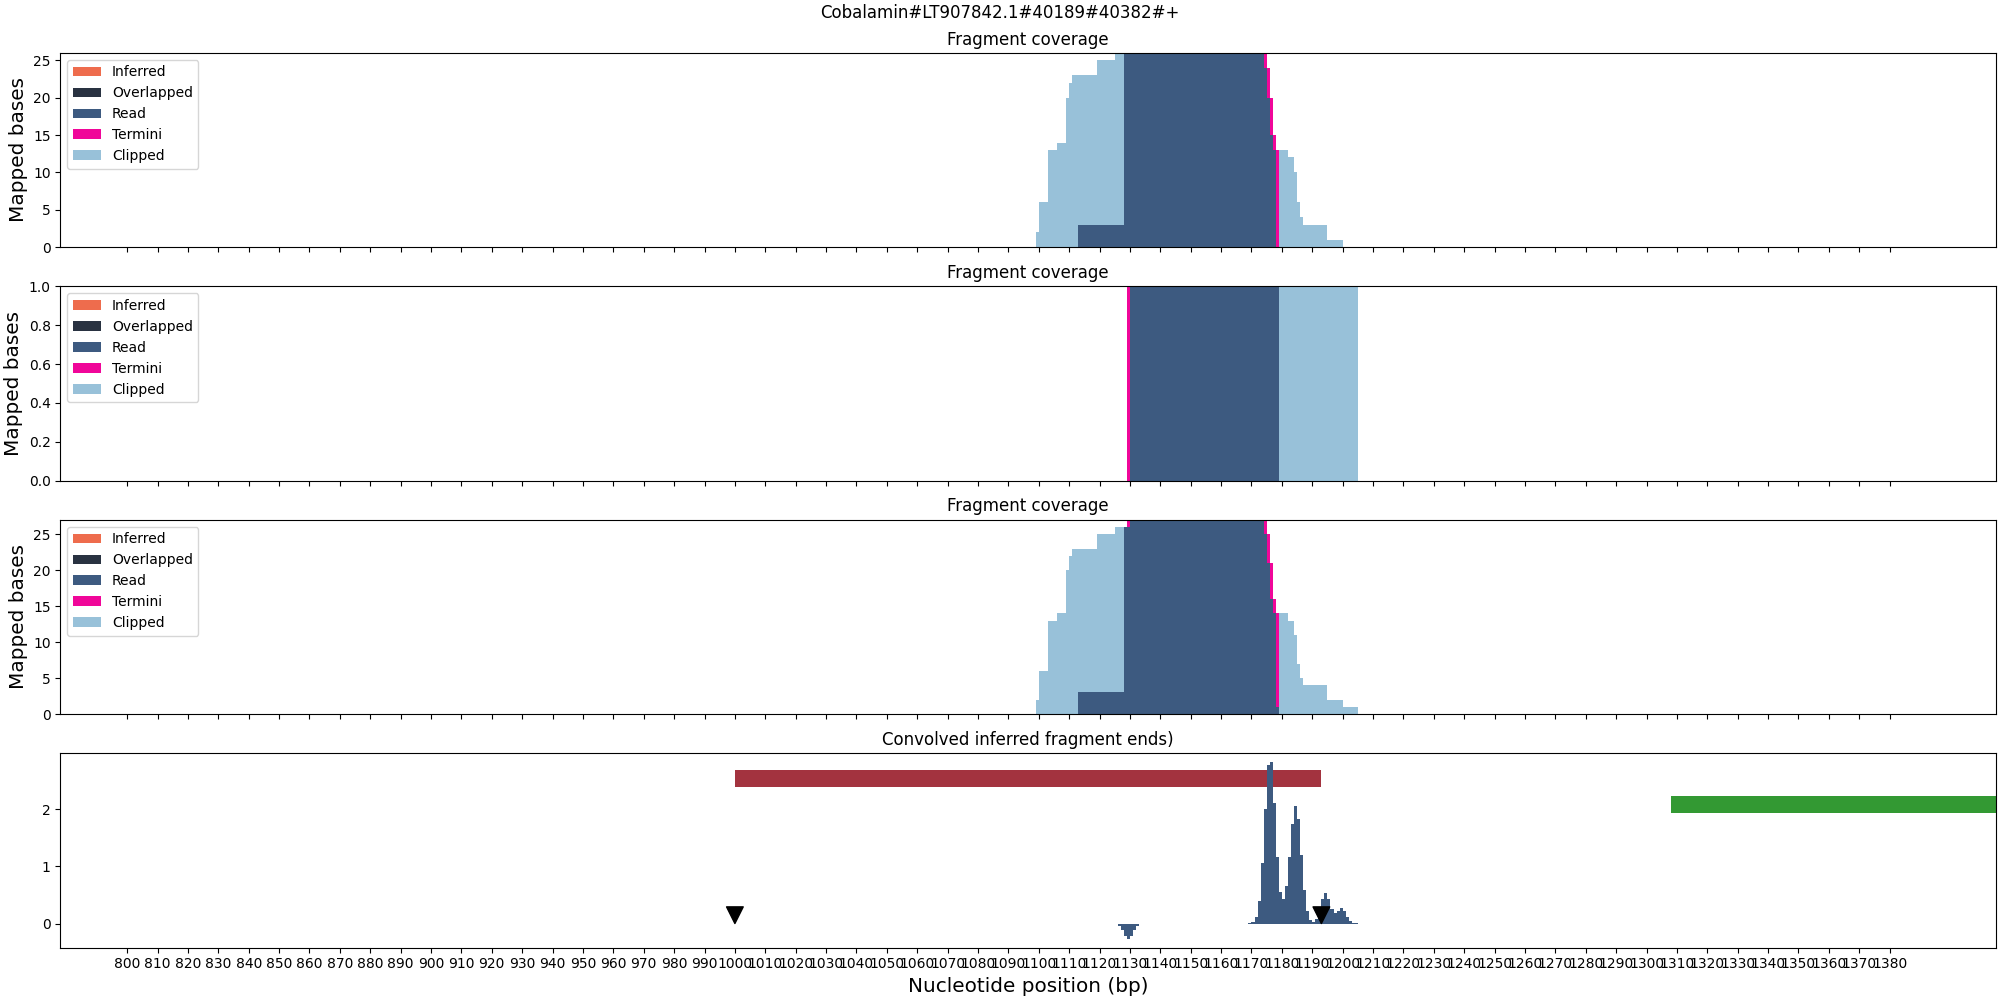 Cobalamin#LT907842.1#40189#40382#+
Fragment coverage
Mapped bases
25
20
15
10
5
0
Inferred
Overlapped
Read
Termini
Clipped
Fragment coverage
Mapped bases
1.0
0.8
0.6
0.4
0.2
0.0
Inferred
Overlapped
Read
Termini
Clipped
Fragment coverage
Mapped bases
25
20
15
10
5
0
Inferred
Overlapped
Read
Termini
Clipped
Convolved inferred fragment ends)
2
1
0
800 810 820 830 840 850 860 870 880 890 900 910 920 930 940 950 960 970 980 990 1000 1010 1020 1030 1040 1050 1060 1070 1080 1090 1100 1110 1120 1130 1140 1150 1160 1170 1180 1190 1200 1210 1220 1230 1240 1250 1260 1270 1280 1290 1300 1310 1320 1330 1340 1350 1360 1370 1380
Nucleotide position (bp)